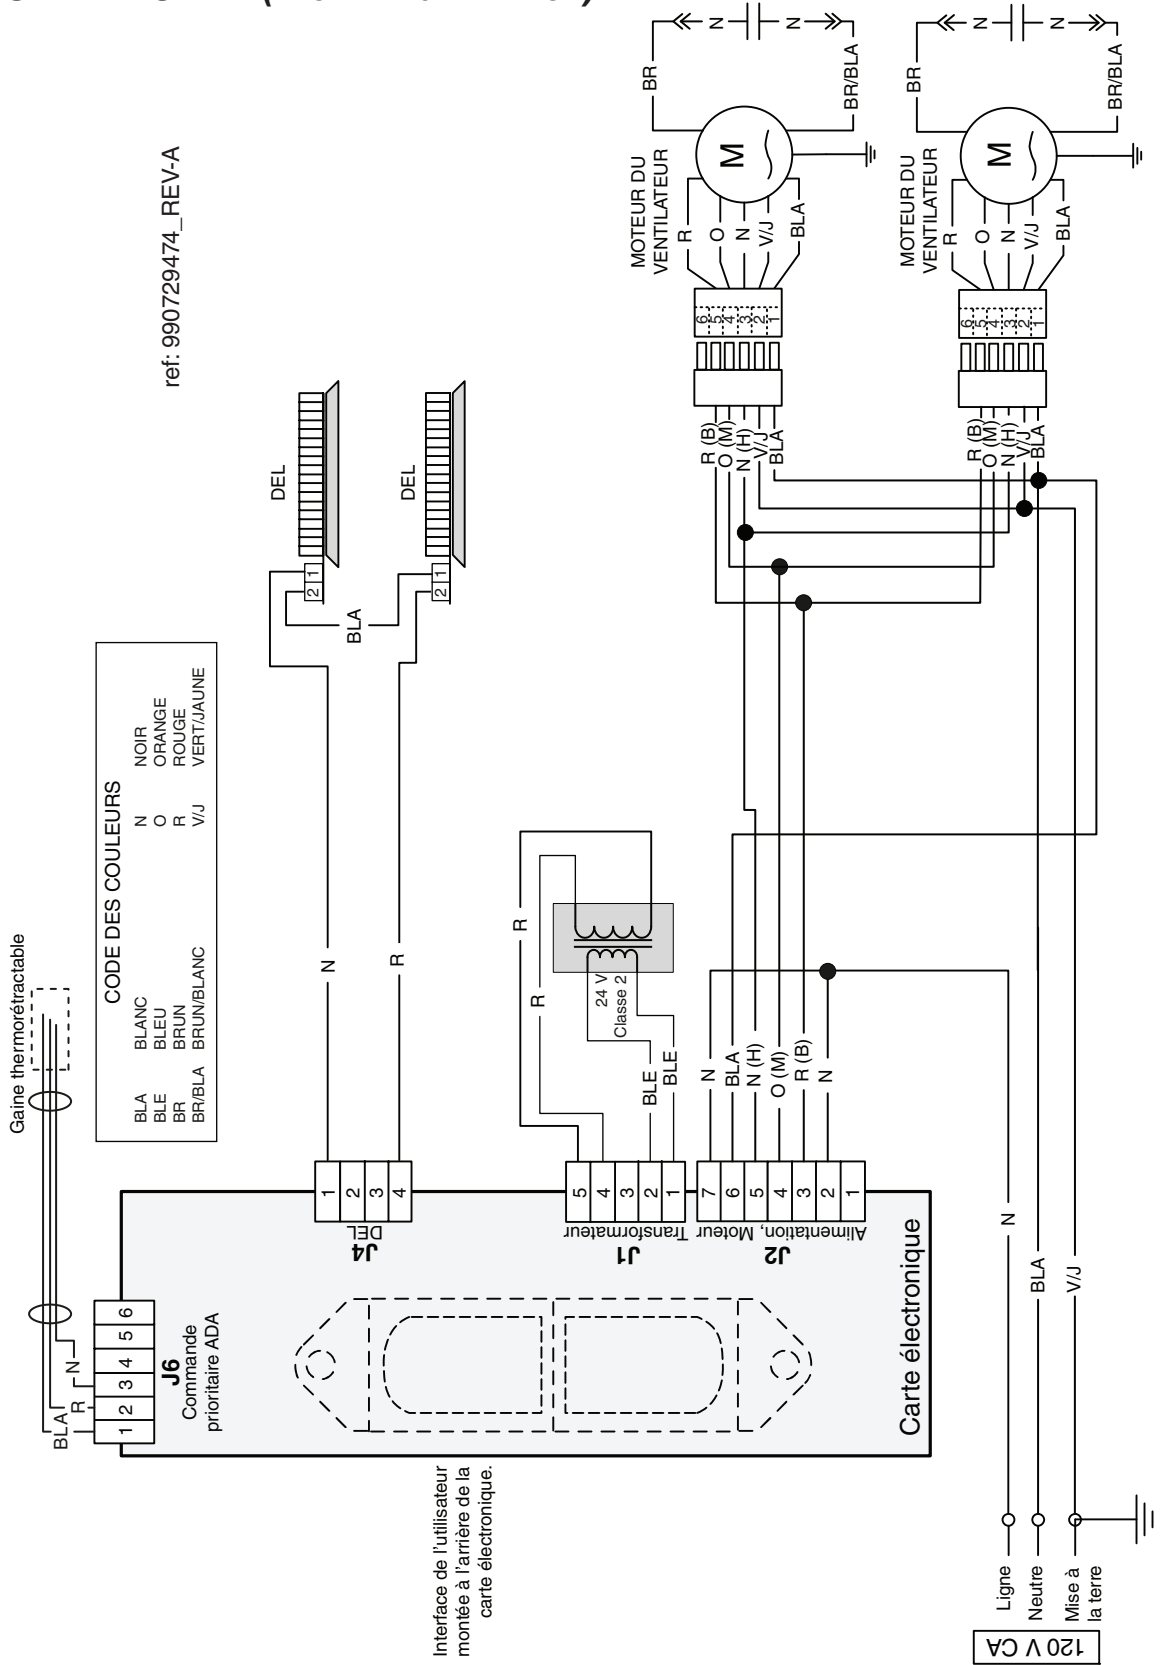 ref: 990729474_REV-A
Gaine thermorétractable
CODE DES COULEURS
BLA BLANC N NOIR
BLE BLEU O ORANGE
BR BRUN R ROUGE
BR/BLA BRUN/BLANC V/J VERT/JAUNE
BLA
R
N
1 2 3 4 5 6
J6
Commande
prioritaire ADA
Interface de l'utilisateur
montée à l'arrière de la
carte électronique.
Carte électronique
J4
DEL
1
2
3
4
N
R
BLA
2 1
DEL
2 1
DEL
J1
Transformateur
5
4
3
2
1
R
R
BLE
BLE
24 V
Classe 2
J2
Alimentation, Moteur
7
6
5
4
3
2
1
N
BLA
N (H)
O (M)
R (B)
N
R (B)
O (M)
N (H)
V/J
BLA
6
5
4
3
2
1
R
O
N
V/J
BLA
MOTEUR DU
VENTILATEUR
M
BR
N
N
BR/BLA
R (B)
O (M)
N (H)
V/J
BLA
6
5
4
3
2
1
R
O
N
V/J
BLA
MOTEUR DU
VENTILATEUR
M
BR
N
N
BR/BLA
120 V CA
Ligne
N
Neutre
BLA
Mise à
la terre
V/J